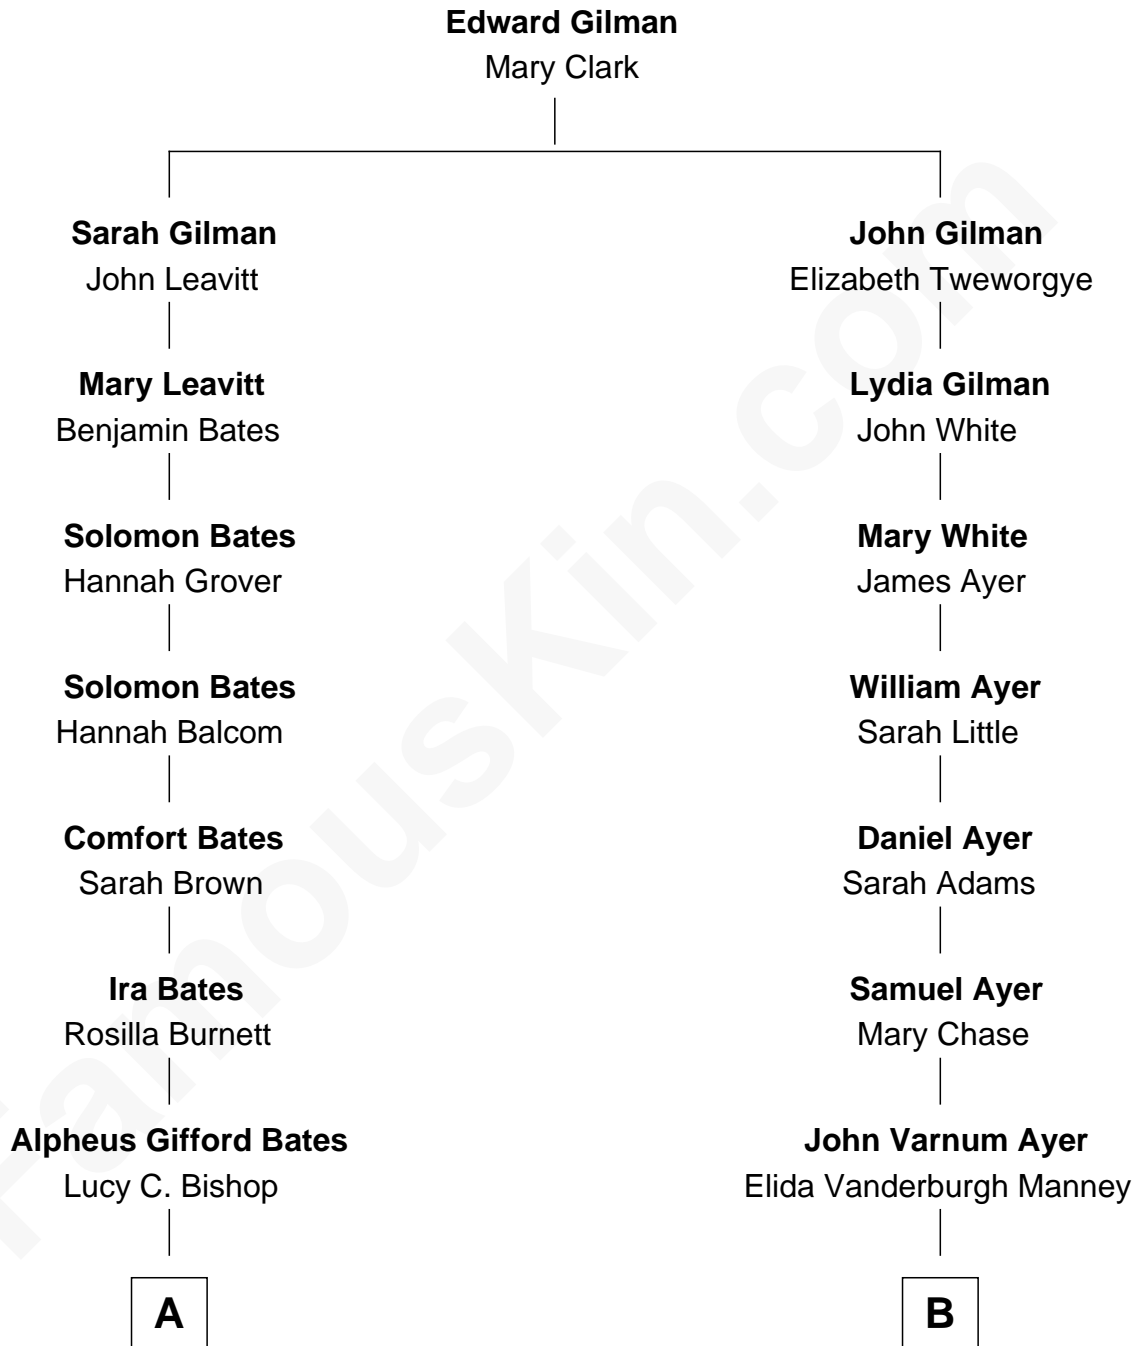 Edward Gilman
Mary Clark
Sarah Gilman
John Leavitt
Mary Leavitt
Benjamin Bates
Solomon Bates
Hannah Grover
Solomon Bates
Hannah Balcom
Comfort Bates
Sarah Brown
Ira Bates
Rosilla Burnett
Alpheus Gifford Bates
Lucy C. Bishop
A
John Gilman
Elizabeth Tweworgye
Lydia Gilman
John White
Mary White
James Ayer
William Ayer
Sarah Little
Daniel Ayer
Sarah Adams
Samuel Ayer
Mary Chase
John Varnum Ayer
Elida Vanderburgh Manney
B
FamousKin.com